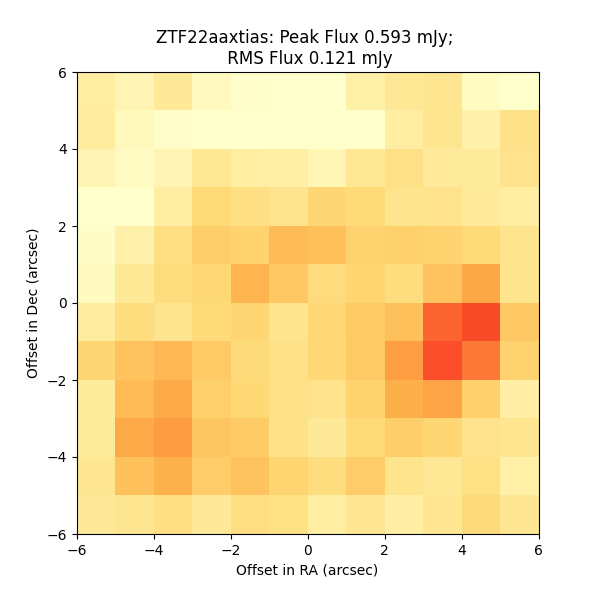 ZTF22aaxtias: Peak Flux 0.593 mJy;
RMS Flux 0.121 mJy
6
4
2
0
−2
−4
−6
Offset in Dec (arcsec)
−6 −4 −2 0 2 4 6
Offset in RA (arcsec)